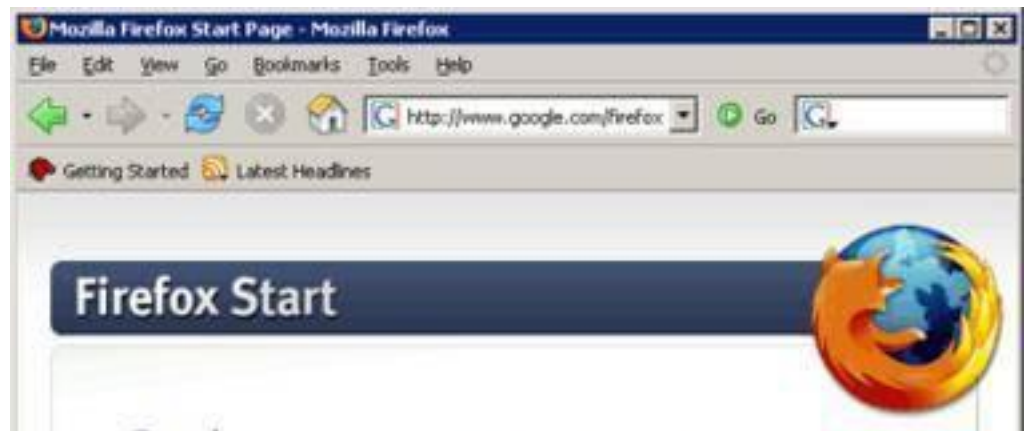 Mozilla Firefox Start Page - Mozilla Firefox
File Edit View Go Bookmarks Tools Help
http://www.google.com/firefox Go G
Getting Started Latest Headlines
Firefox Start